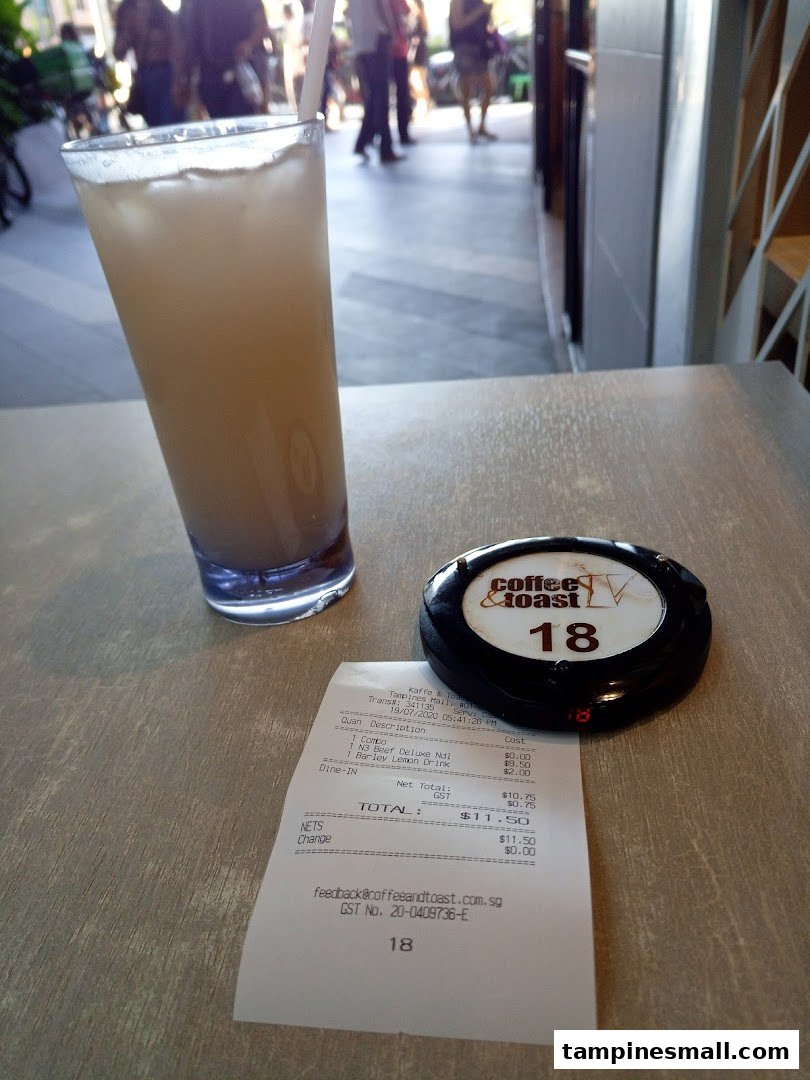 coffee
& toast IV
18
18
Kaffe &
Tampines Mall,
Trans#: 341135 Serv:
19/07/2020 05:41:26 PM
Quan Description Cost
1 Combo $0.00
1 N3 Beef Deluxe Ndl $9.50
1 Barley Lemon Drink $2.00
Dine-IN
Net Total: $10.75
GST $0.75
TOTAL: $11.50
NETS $11.50
Change $0.00
feedback@coffeeandtoast.com.sg
GST No. 20-0409736-E
18
tampinesmall.com